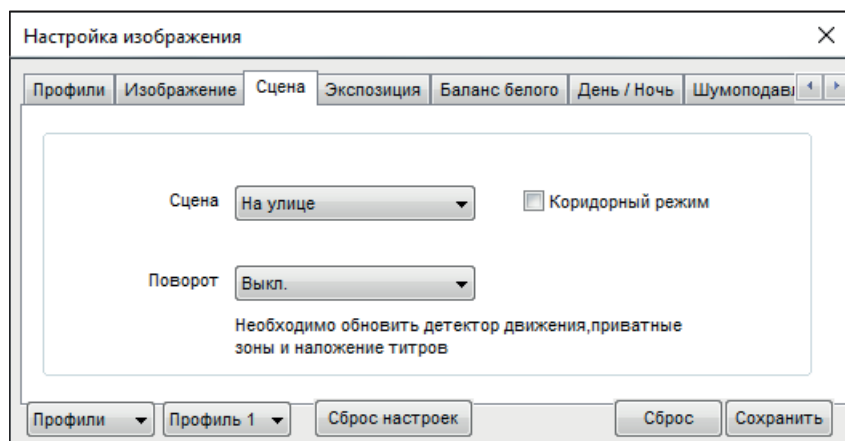 Настройка изображения
Профили Изображение Сцена Экспозиция Баланс белого День / Ночь Шумоподав
Сцена На улице Коридорный режим
Поворот Выкл.
Необходимо обновить детектор движения,приватные
зоны и наложение титров
Профили Профиль 1 Сброс настроек Сброс Сохранить